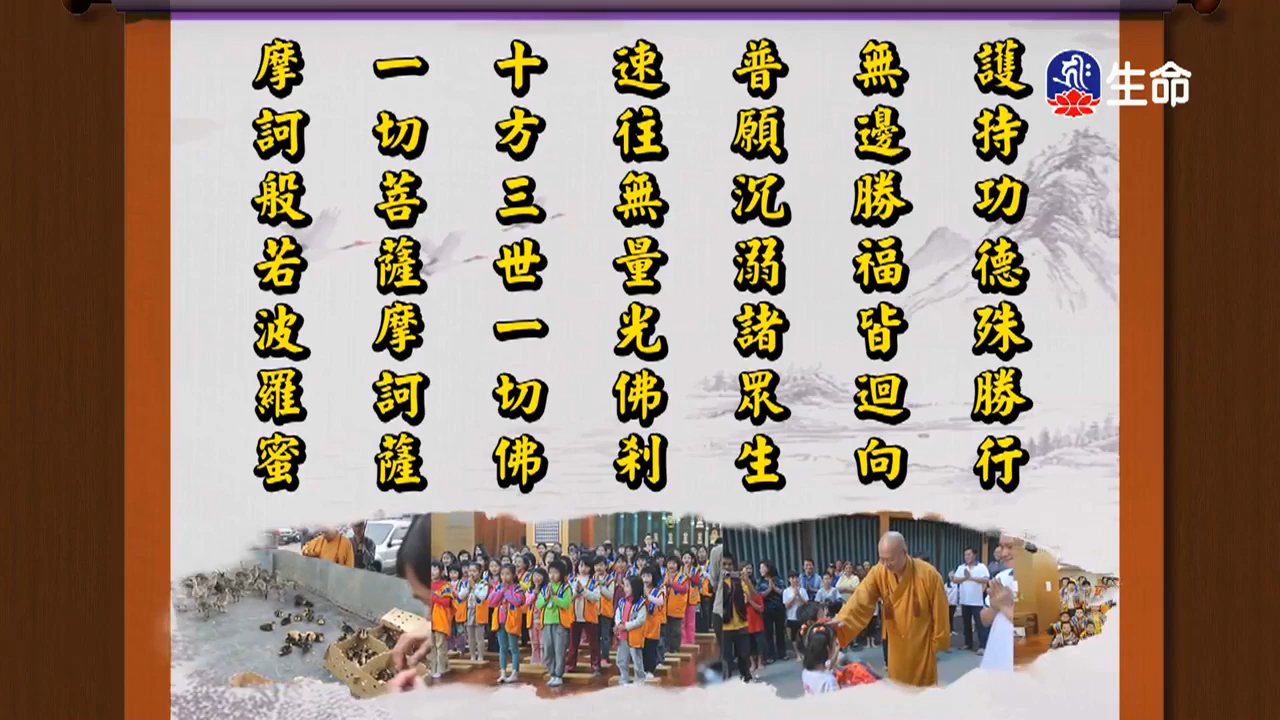 護持功德殊勝行
無邊勝福皆迴向
普願沉溺諸眾生
速往無量光佛剎
十方三世一切佛
一切菩薩摩訶薩
摩訶般若波羅蜜
生命